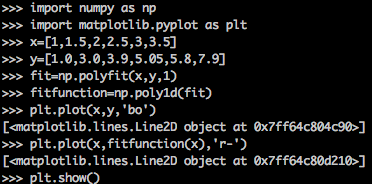 >>> import numpy as np
>>> import matplotlib.pyplot as plt
>>> x=[1,1.5,2,2.5,3,3.5]
>>> y=[1.0,3.0,3.9,5.05,5.8,7.9]
>>> fit=np.polyfit(x,y,1)
>>> fitfunction=np.poly1d(fit)
>>> plt.plot(x,y,'bo')
[<matplotlib.lines.Line2D object at 0x7ff64c804c90>]
>>> plt.plot(x,fitfunction(x),'r-')
[<matplotlib.lines.Line2D object at 0x7ff64c80d210>]
>>> plt.show()